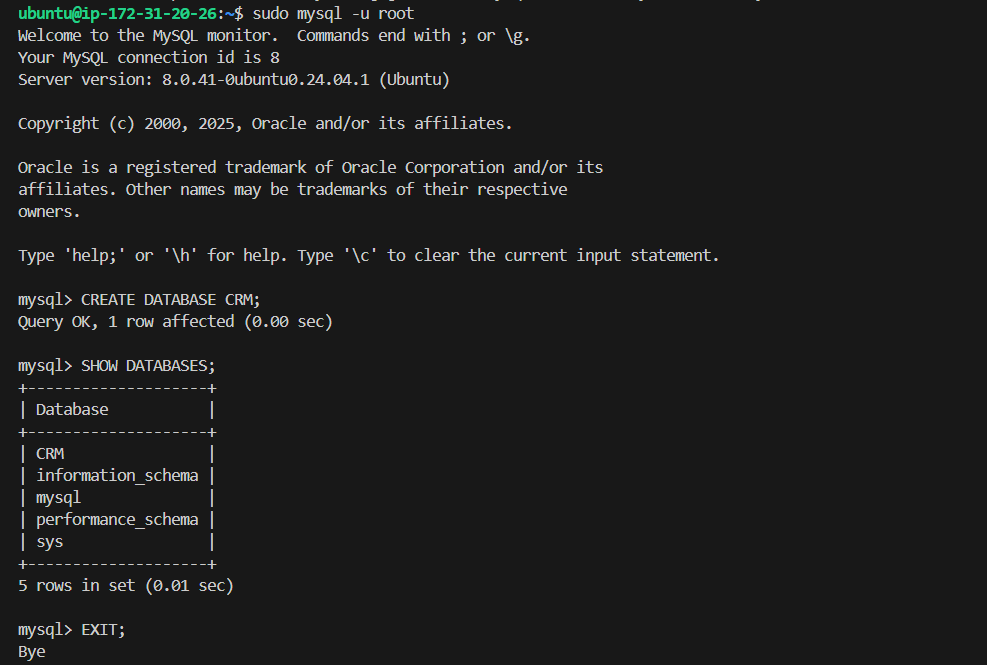 ubuntu@ip-172-31-20-26:~$ sudo mysql -u root
Welcome to the MySQL monitor.  Commands end with ; or \g.
Your MySQL connection id is 8
Server version: 8.0.41-0ubuntu0.24.04.1 (Ubuntu)

Copyright (c) 2000, 2025, Oracle and/or its affiliates.

Oracle is a registered trademark of Oracle Corporation and/or its
affiliates. Other names may be trademarks of their respective
owners.

Type 'help;' or '\h' for help. Type '\c' to clear the current input statement.

mysql> CREATE DATABASE CRM;
Query OK, 1 row affected (0.00 sec)

mysql> SHOW DATABASES;
+--------------------+
| Database           |
+--------------------+
| CRM                |
| information_schema |
| mysql              |
| performance_schema |
| sys                |
+--------------------+
5 rows in set (0.01 sec)

mysql> EXIT;
Bye